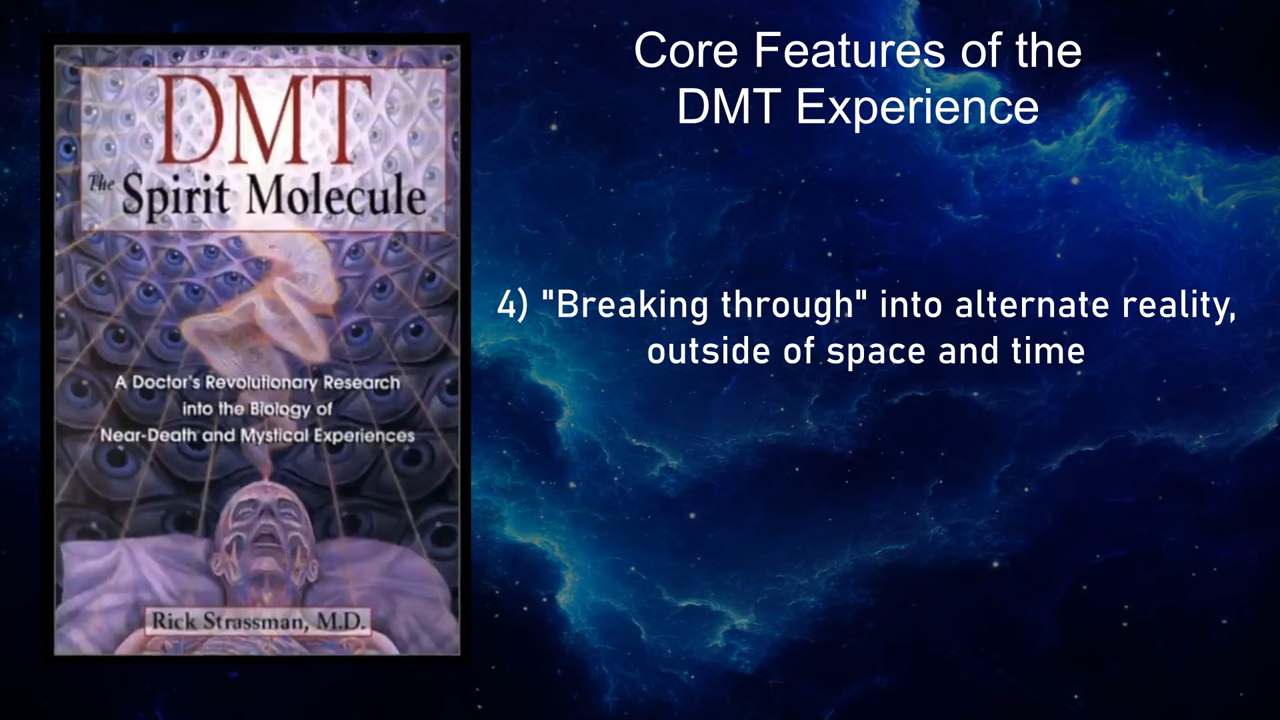 DMT
The Spirit Molecule
A Doctor's Revolutionary Research
into the Biology of
Near-Death and Mystical Experiences
Rick Strassman, M.D.
Core Features of the
DMT Experience
4) "Breaking through" into alternate reality,
outside of space and time